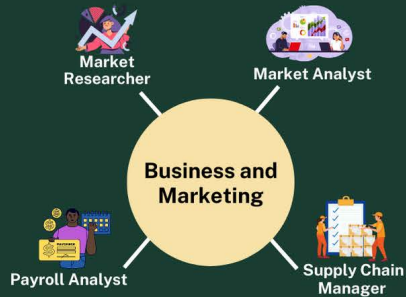 Market
Researcher
Market Analyst
Business and
Marketing
Payroll Analyst
Supply Chain
Manager